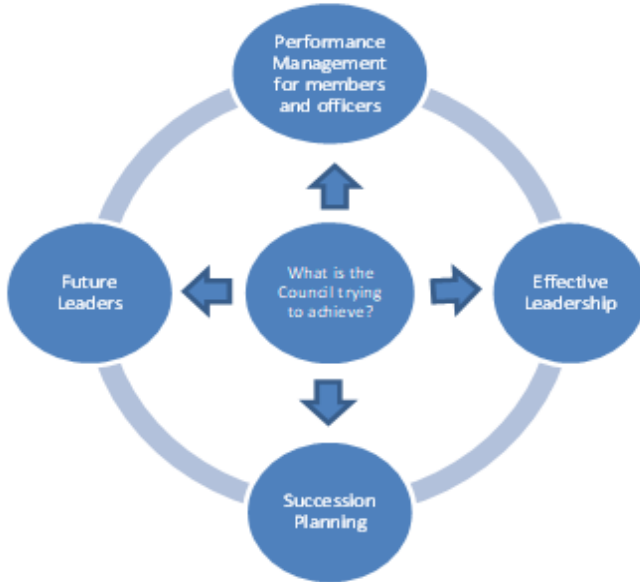 Performance
Management
for members
and officers
Future
Leaders
What is the
Council trying
to achieve?
Effective
Leadership
Succession
Planning